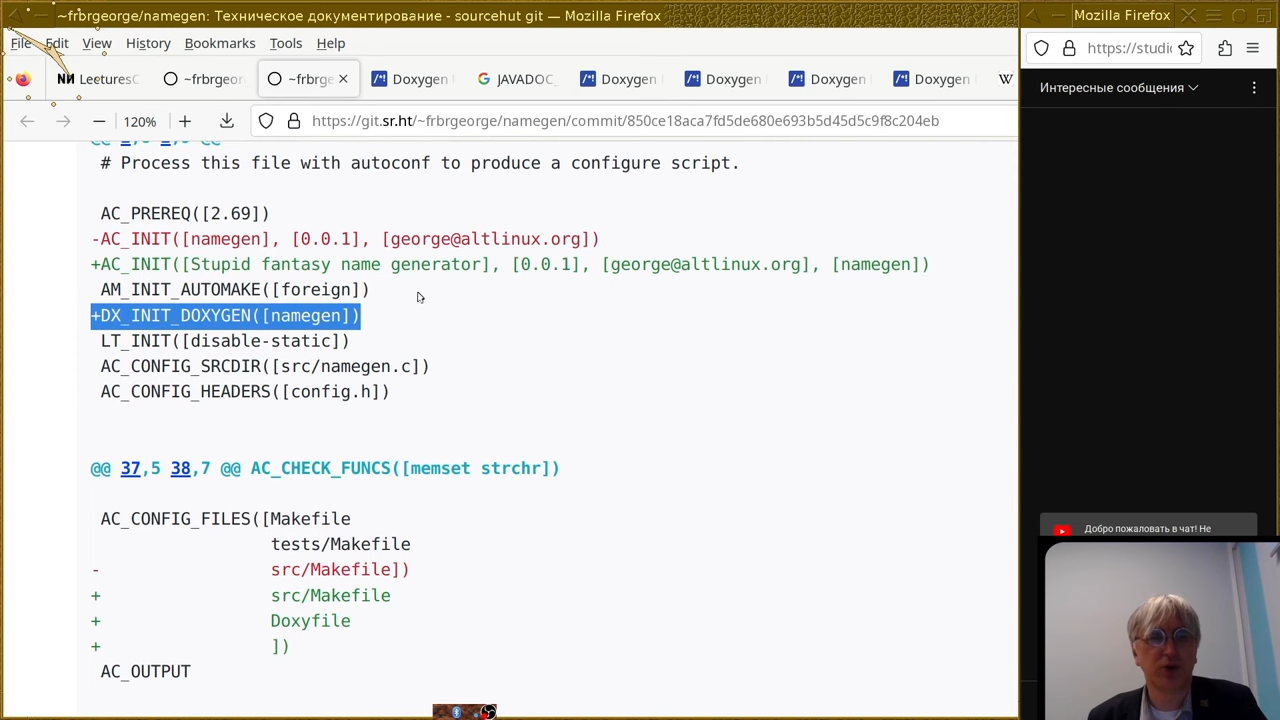 ~frbrgeorge/namegen: Техническое документирование - sourcehut git — Mozilla Firefox
Mozilla Firefox
File Edit View History Bookmarks Tools Help
https://studi
LeeturesC
~frbrgeor
~frbrge
Doxygen
JAVADOC_
Doxygen
Doxygen
Doxygen
Doxygen
W
Интересные сообщения
120%
https://git.sr.ht/~frbrgeorge/namegen/commit/850ce18aca7fd5de680e693b5d45d5c9f8c204eb
# Process this file with autoconf to produce a configure script.
AC_PREREQ([2.69])
-AC_INIT([namegen], [0.0.1], [george@altlinux.org])
+AC_INIT([Stupid fantasy name generator], [0.0.1], [george@altlinux.org], [namegen])
AM_INIT_AUTOMAKE([foreign])
+DX_INIT_DOXYGEN([namegen])
LT_INIT([disable-static])
AC_CONFIG_SRCDIR([src/namegen.c])
AC_CONFIG_HEADERS([config.h])
@@ 37,5 38,7 @@ AC_CHECK_FUNCS([memset strchr])
AC_CONFIG_FILES([Makefile
tests/Makefile
- src/Makefile])
+ src/Makefile
+ Doxyfile
+ ])
AC_OUTPUT
Добро пожаловать в чат! Не